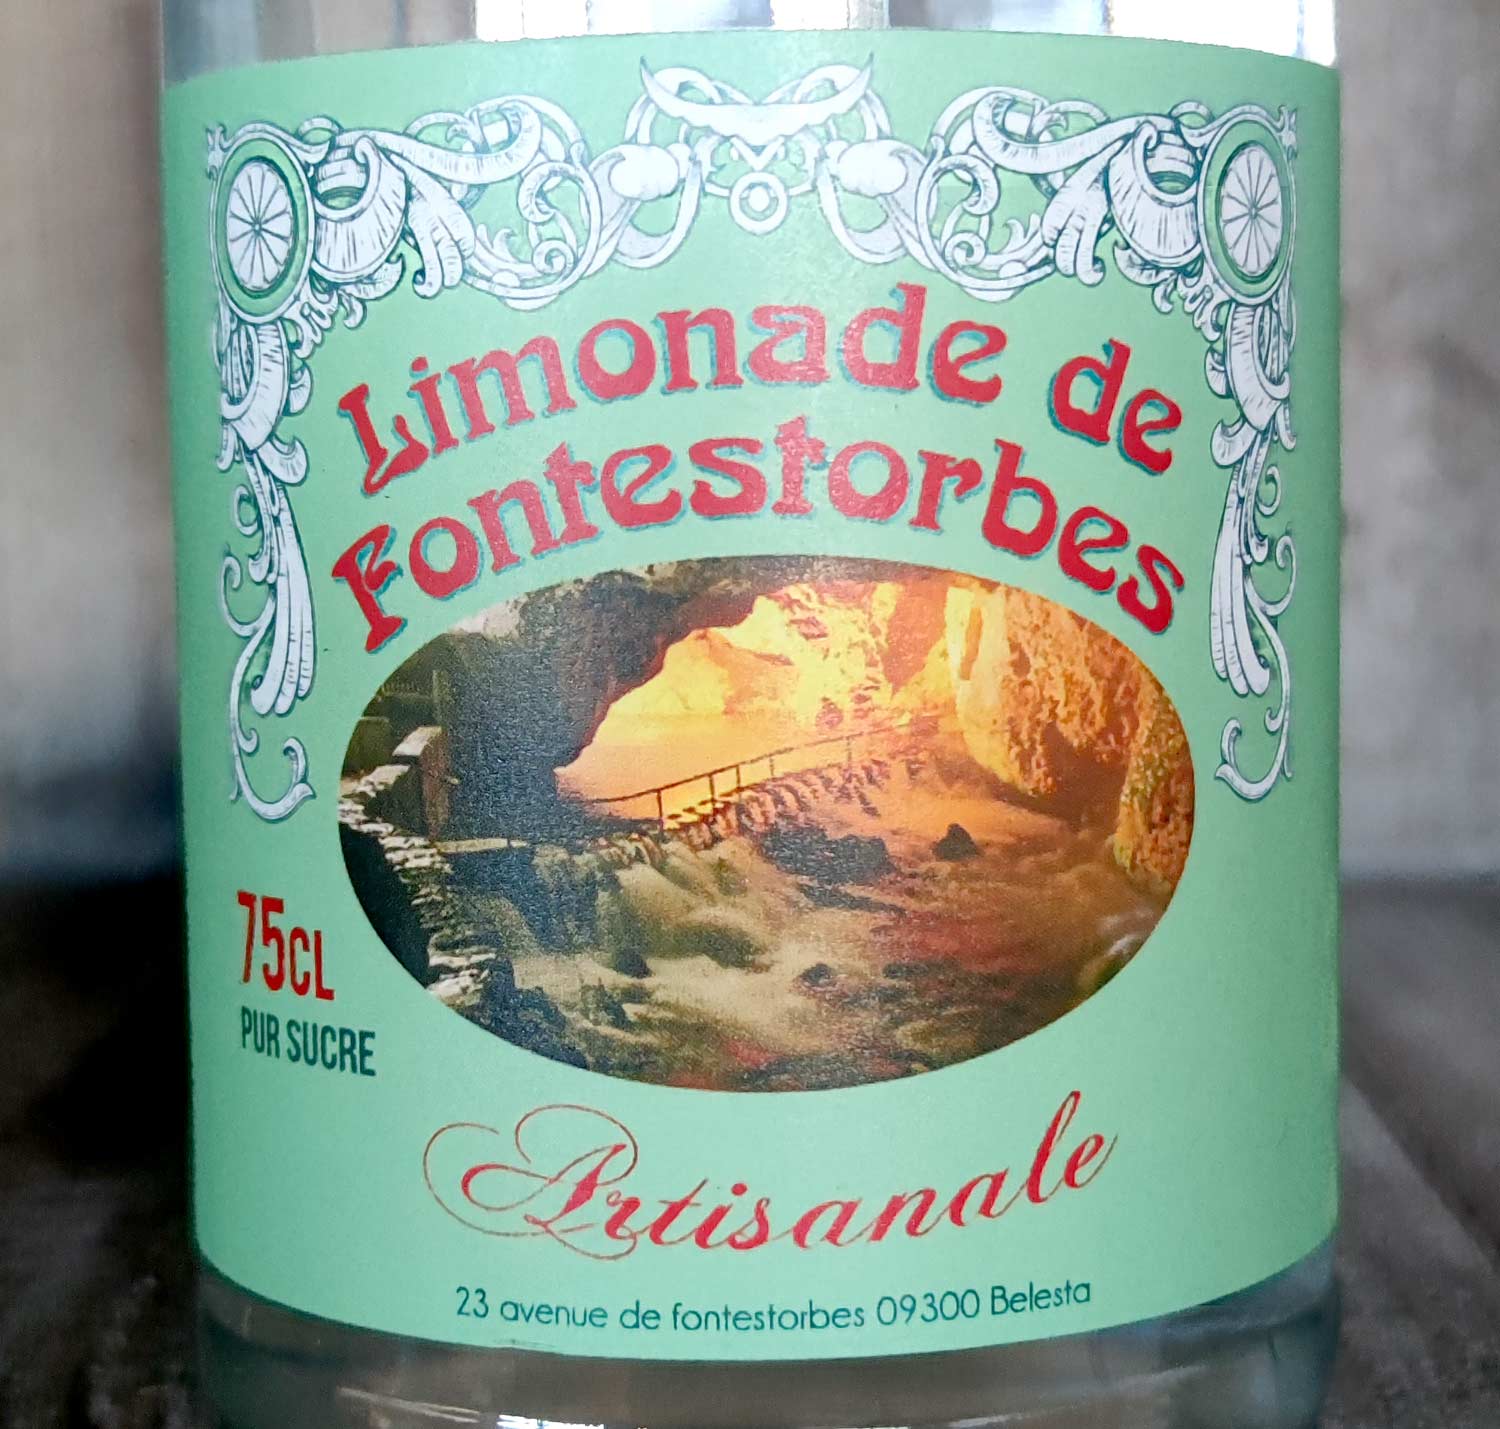 Limonade de
Fontestorbes
75CL
PUR SUCRE
Artisanale
23 avenue de fontestorbes 09300 Belesta